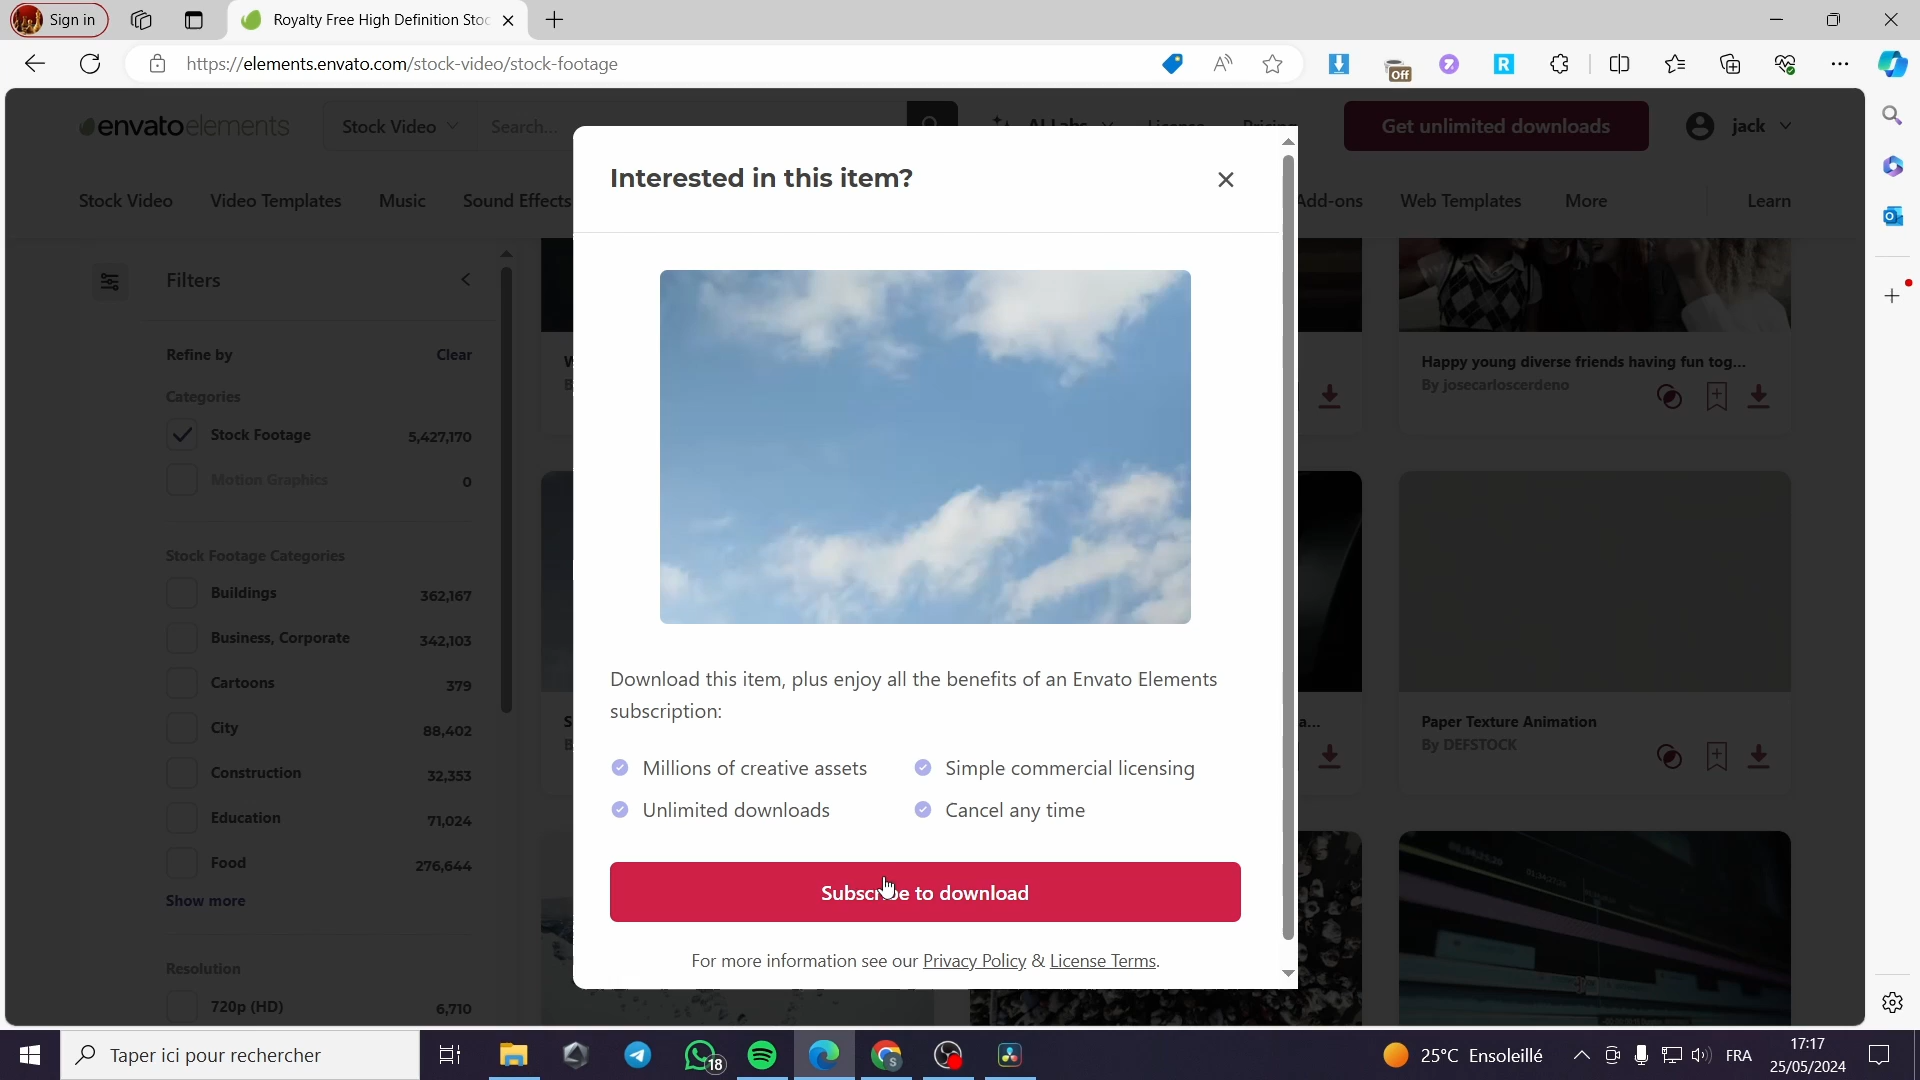 Sign in
Royalty Free High Definition Stoc
https://elements.envato.com/stock-video/stock-footage
Off
envatoelements
Stock Video
Search...
AI Labs
License
Pricing
Get unlimited downloads
jack
Stock Video
Video Templates
Music
Sound Effects
Add-ons
Web Templates
More
Learn
Interested in this item?
Filters
Refine by
Clear
Categories
Stock Footage
5,427,170
Motion Graphics
0
Stock Footage Categories
Buildings
362,167
Business, Corporate
342,103
Cartoons
379
City
88,402
Construction
32,353
Education
71,024
Food
276,644
Show more
Resolution
720p (HD)
6,710
Download this item, plus enjoy all the benefits of an Envato Elements
subscription:
Millions of creative assets
Simple commercial licensing
Unlimited downloads
Cancel any time
Subscribe to download
For more information see our Privacy Policy & License Terms.
Happy young diverse friends having fun tog...
By josecarloscerdeno
a...
Paper Texture Animation
By DEFSTOCK
Taper ici pour rechercher
18
25°C Ensoleillé
FRA
17:17
25/05/2024